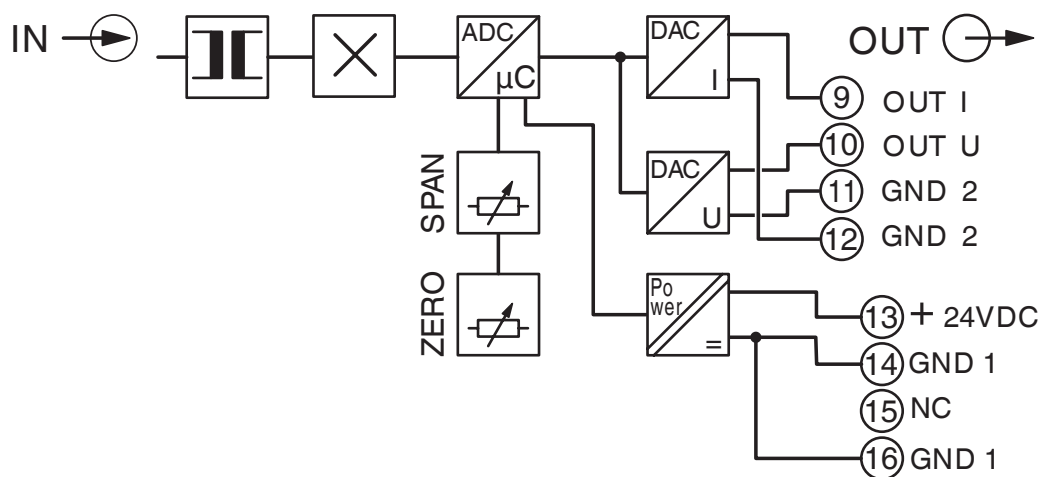 IN
ADC
µC
DAC
I
OUT
9 OUT I
10 OUT U
11 GND 2
12 GND 2
DAC
U
SPAN
ZERO
Po
wer
=
13 + 24VDC
14 GND 1
15 NC
16 GND 1